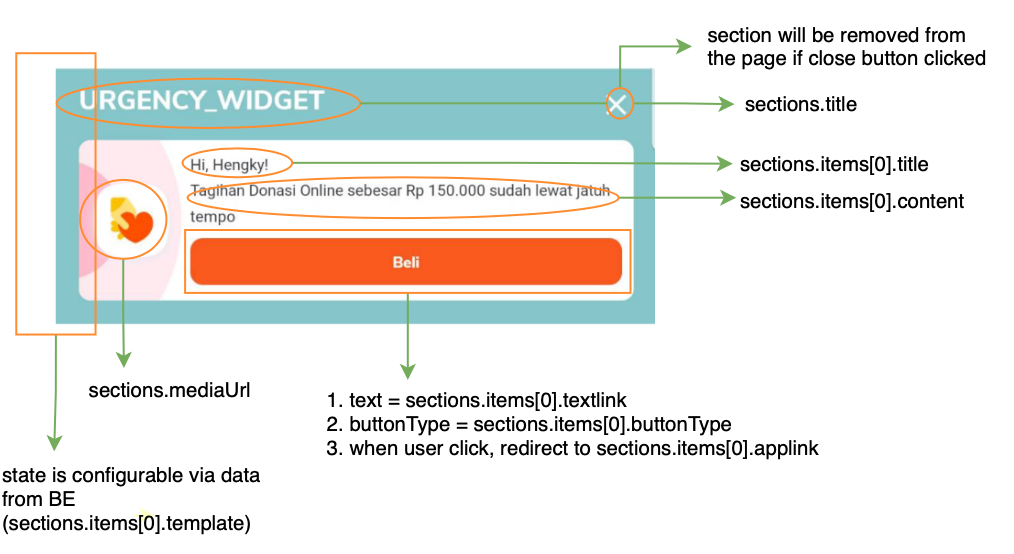 section will be removed from
the page if close button clicked
URGENCY_WIDGET
sections.title
Hi, Hengky!
sections.items[0].title
Tagihan Donasi Online sebesar Rp 150.000 sudah lewat jatuh
tempo
sections.items[0].content
Beli
sections.mediaUrl
1. text = sections.items[0].textlink
2. buttonType = sections.items[0].buttonType
3. when user click, redirect to sections.items[0].applink
state is configurable via data
from BE
(sections.items[0].template)